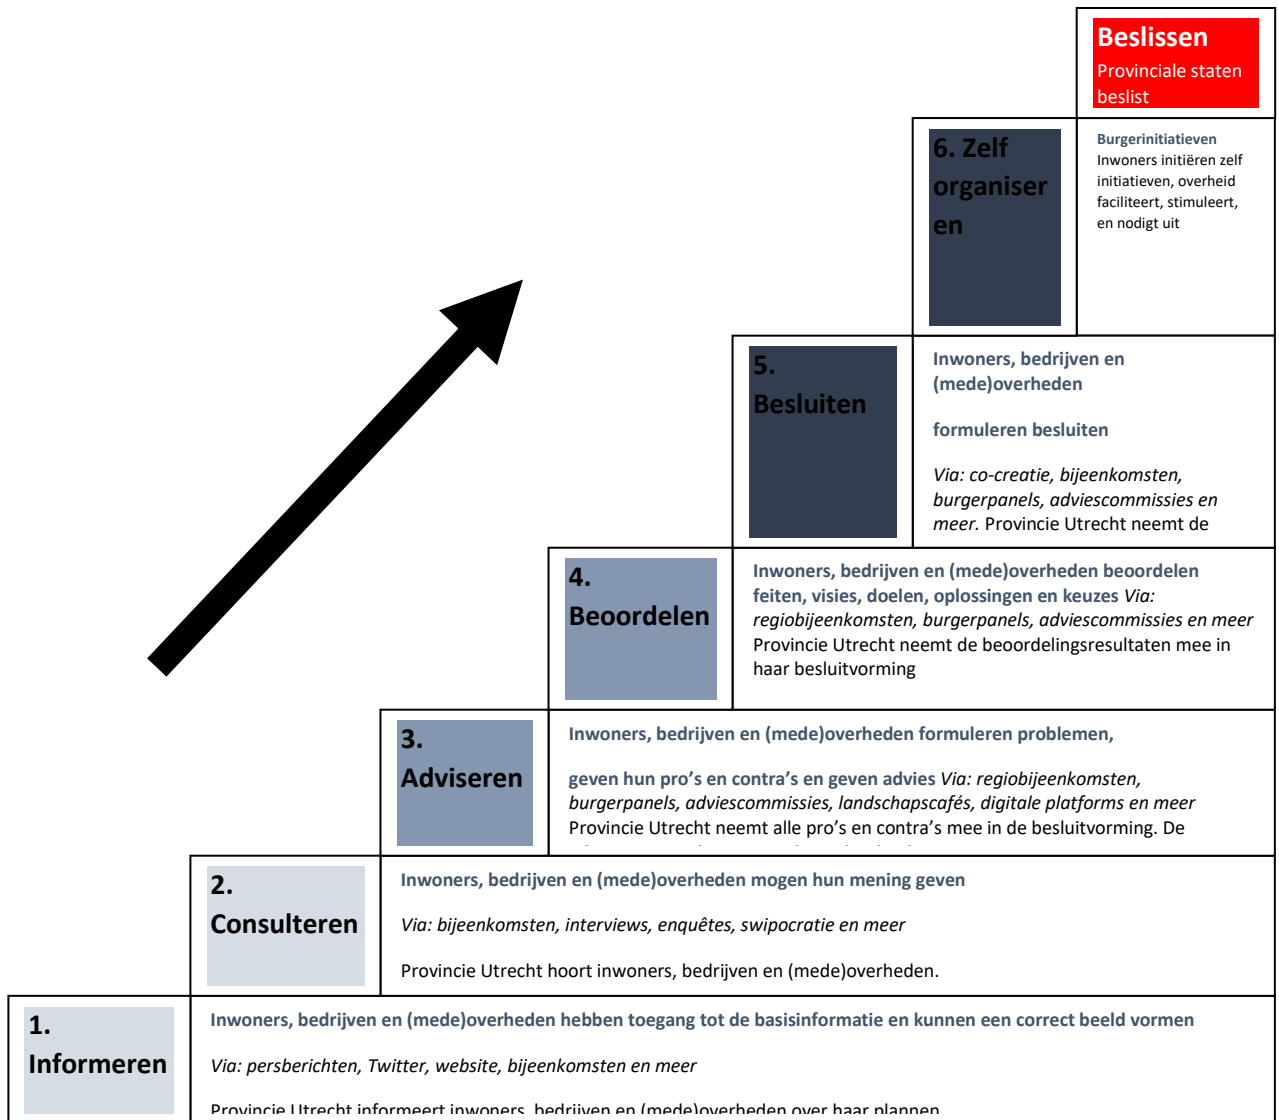 Beslissen
Provinciale staten
beslist
6. Zelf
organiser
en
Burgerinitiatieven
Inwoners initiëren zelf
initiatieven, overheid
faciliteert, stimuleert,
en nodigt uit
5.
Besluiten
Inwoners, bedrijven en
(mede)overheden
formuleren besluiten
Via: co-creatie, bijeenkomsten,
burgerpanels, adviescommissies en
meer. Provincie Utrecht neemt de
4.
Beoordelen
Inwoners, bedrijven en (mede)overheden beoordelen
feiten, visies, doelen, oplossingen en keuzes Via:
regiobijeenkomsten, burgerpanels, adviescommissies en meer
Provincie Utrecht neemt de beoordelingsresultaten mee in
haar besluitvorming
3.
Adviseren
Inwoners, bedrijven en (mede)overheden formuleren problemen,
geven hun pro’s en contra’s en geven advies Via: regiobijeenkomsten,
burgerpanels, adviescommissies, landschapscafés, digitale platforms en meer
Provincie Utrecht neemt alle pro’s en contra’s mee in de besluitvorming. De
2.
Consulteren
Inwoners, bedrijven en (mede)overheden mogen hun mening geven
Via: bijeenkomsten, interviews, enquêtes, swipocratie en meer
Provincie Utrecht hoort inwoners, bedrijven en (mede)overheden.
1.
Informeren
Inwoners, bedrijven en (mede)overheden hebben toegang tot de basisinformatie en kunnen een correct beeld vormen
Via: persberichten, Twitter, website, bijeenkomsten en meer
Provincie Utrecht informeert inwoners, bedrijven en (mede)overheden over haar plannen